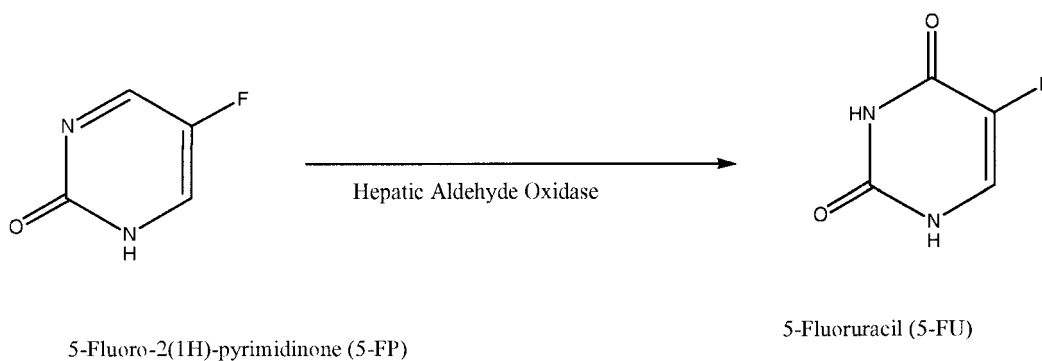 F
N
O
N
H
Hepatic Aldehyde Oxidase
5-Fluoro-2(1H)-pyrimidinone (5-FP)
O
HN
O
N
H
5-Fluoruracil (5-FU)